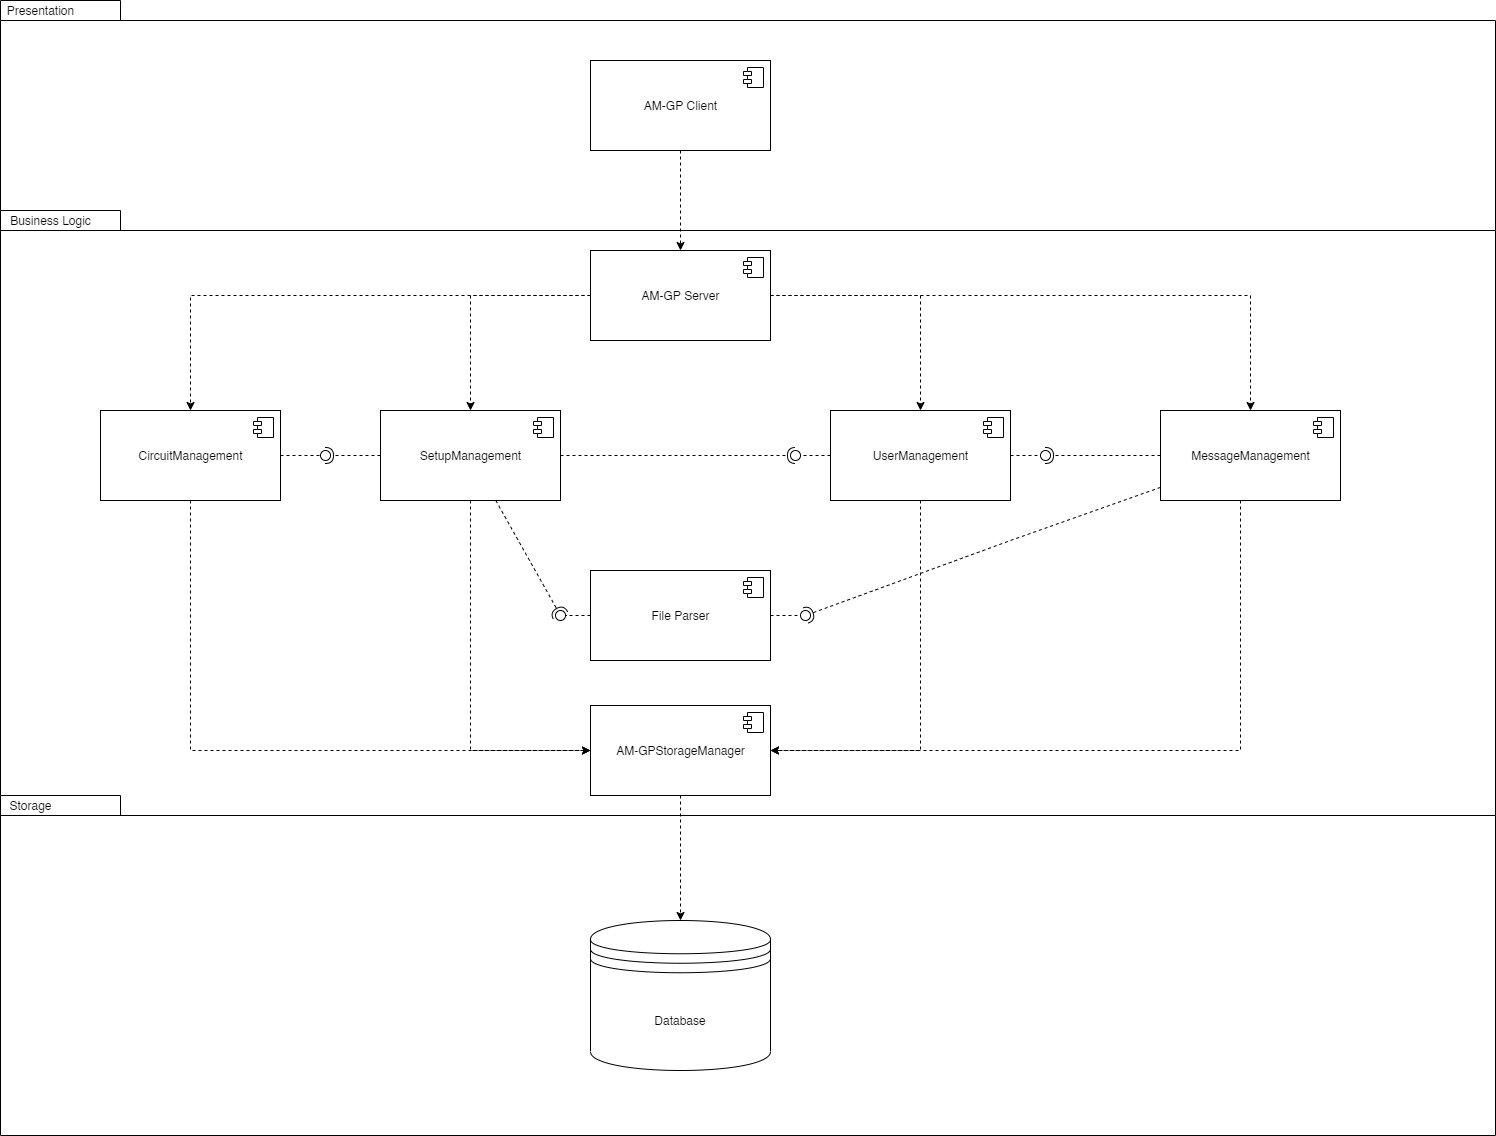 Presentation
AM-GP Client
Business Logic
AM-GP Server
CircuitManagement
SetupManagement
UserManagement
MessageManagement
File Parser
AM-GPStorageManager
Storage
Database